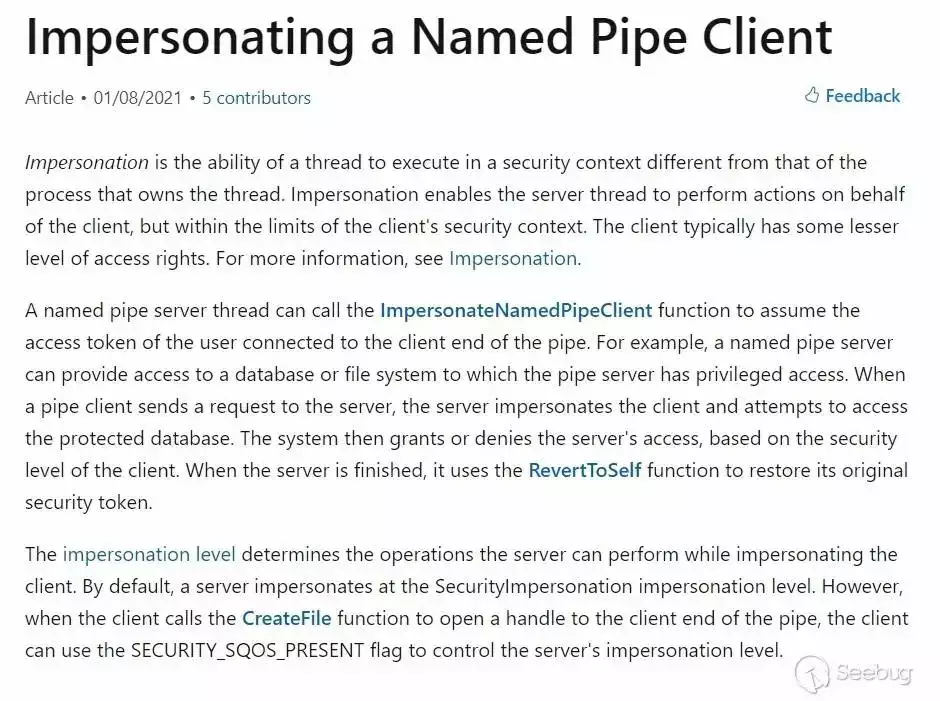 Impersonating a Named Pipe Client
Article • 01/08/2021 • 5 contributors
Feedback
Impersonation is the ability of a thread to execute in a security context different from that of the
process that owns the thread. Impersonation enables the server thread to perform actions on behalf
of the client, but within the limits of the client's security context. The client typically has some lesser
level of access rights. For more information, see Impersonation.
A named pipe server thread can call the ImpersonateNamedPipeClient function to assume the
access token of the user connected to the client end of the pipe. For example, a named pipe server
can provide access to a database or file system to which the pipe server has privileged access. When
a pipe client sends a request to the server, the server impersonates the client and attempts to access
the protected database. The system then grants or denies the server's access, based on the security
level of the client. When the server is finished, it uses the RevertToSelf function to restore its original
security token.
The impersonation level determines the operations the server can perform while impersonating the
client. By default, a server impersonates at the SecurityImpersonation impersonation level. However,
when the client calls the CreateFile function to open a handle to the client end of the pipe, the client
can use the SECURITY_SQOS_PRESENT flag to control the server's impersonation level.
Seebug